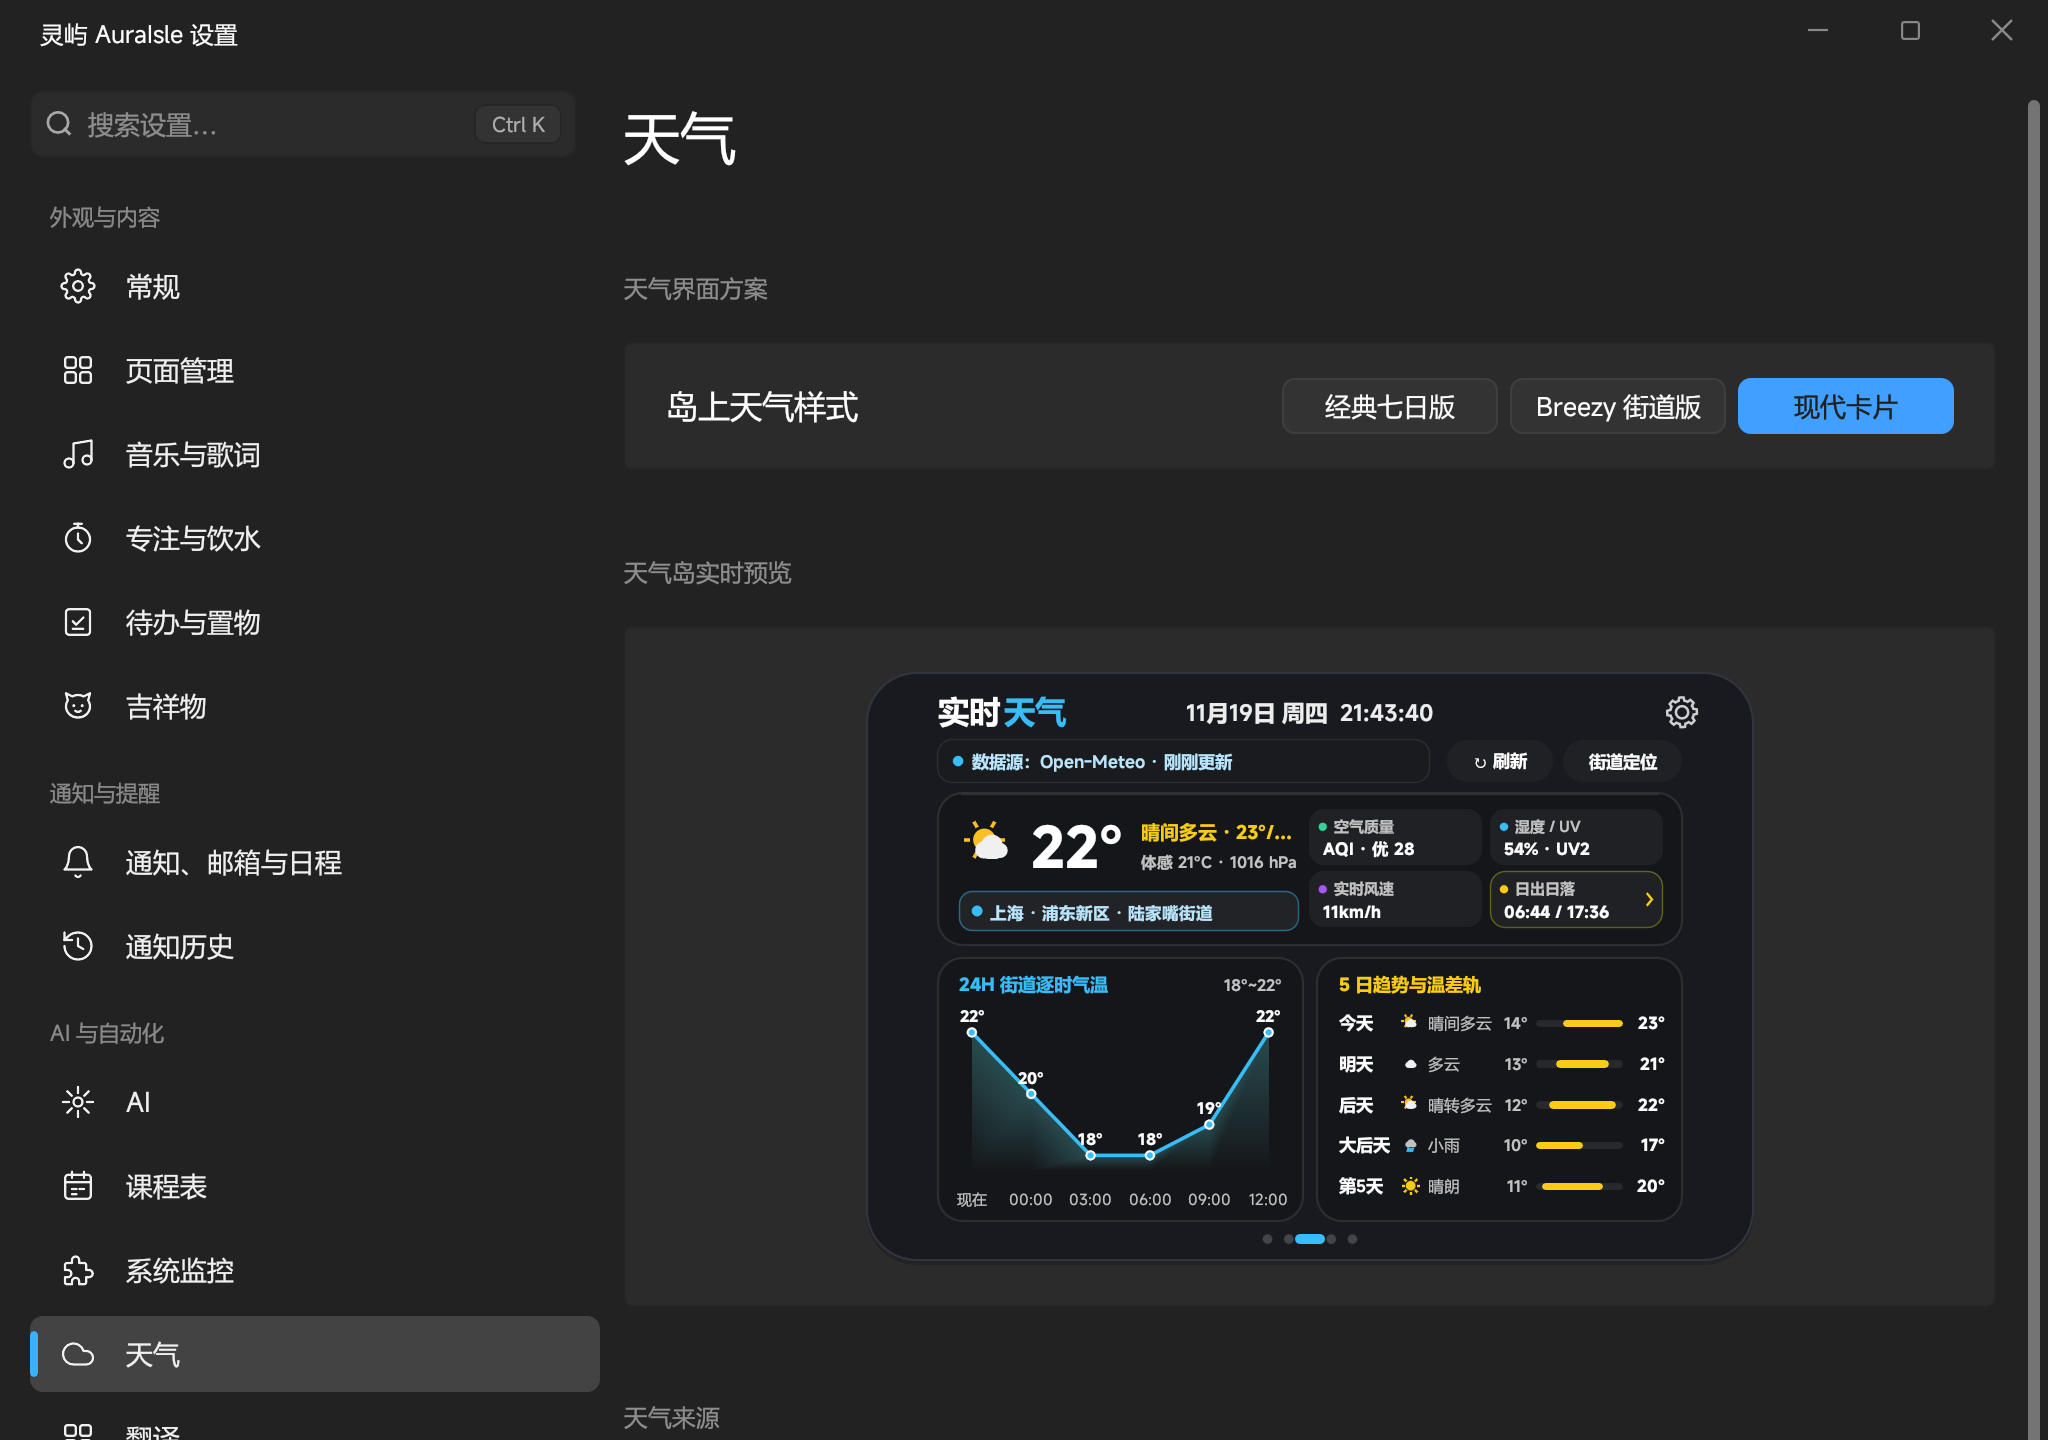 灵屿 AuraIsle 设置
搜索设置...
Ctrl K
外观与内容
常规
页面管理
音乐与歌词
专注与饮水
待办与置物
吉祥物
通知与提醒
通知、邮箱与日程
通知历史
AI 与自动化
AI
课程表
系统监控
天气
翻译
天气
天气界面方案
岛上天气样式
经典七日版
Breezy 街道版
现代卡片
天气岛实时预览
实时天气
11月19日 周四 21:43:40
数据源：Open-Meteo · 刚刚更新
↻ 刷新
街道定位
22°
晴间多云 · 23°/...
体感 21°C · 1016 hPa
上海 · 浦东新区 · 陆家嘴街道
空气质量
AQI · 优 28
湿度 / UV
54% · UV2
实时风速
11km/h
日出日落
06:44 / 17:36
24H 街道逐时气温
18°~22°
22°
20°
18°
18°
19°
22°
现在 00:00 03:00 06:00 09:00 12:00
5 日趋势与温差轨
今天 晴间多云 14° 23°
明天 多云 13° 21°
后天 晴转多云 12° 22°
大后天 小雨 10° 17°
第5天 晴朗 11° 20°
天气来源